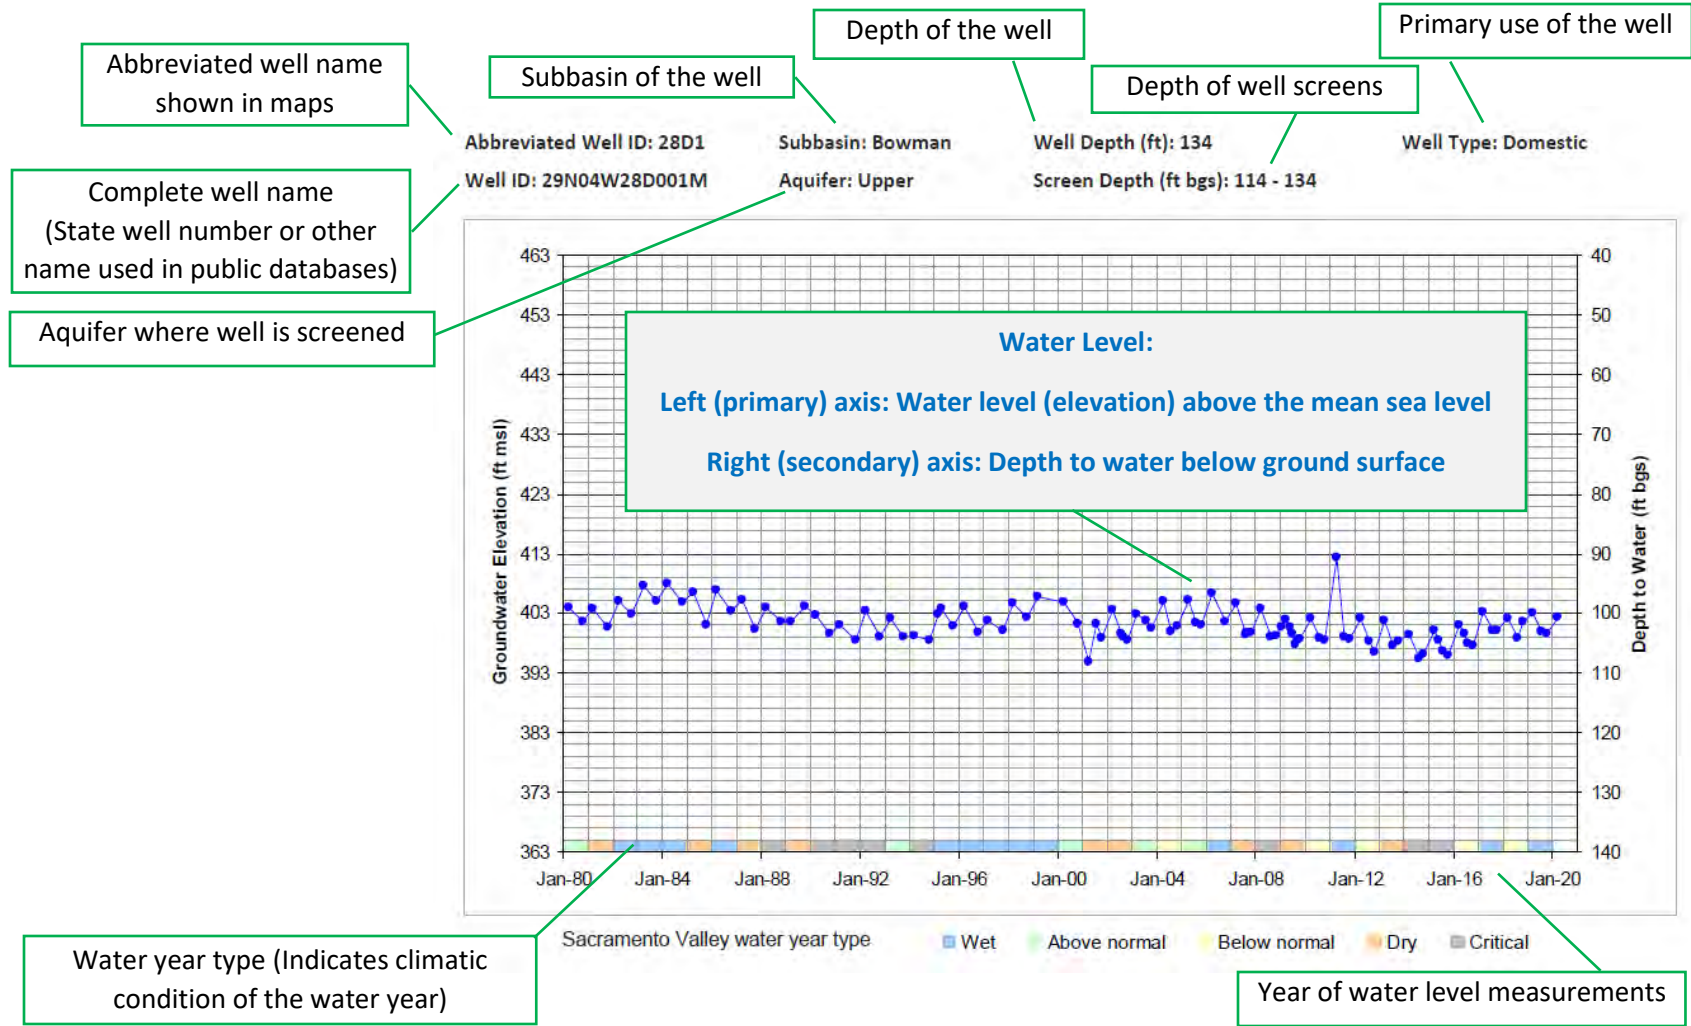 Depth of the well
Primary use of the well
Abbreviated well name
shown in maps
Subbasin of the well
Depth of well screens
Abbreviated Well ID: 28D1
Subbasin: Bowman
Well Depth (ft): 134
Well Type: Domestic
Well ID: 29N04W28D001M
Aquifer: Upper
Screen Depth (ft bgs): 114 - 134
Complete well name
(State well number or other
name used in public databases)
Aquifer where well is screened
Water Level:
Left (primary) axis: Water level (elevation) above the mean sea level
Right (secondary) axis: Depth to water below ground surface
Groundwater Elevation (ft msl)
463
453
443
433
423
413
403
393
383
373
363
40
50
60
70
80
90
100
110
120
130
140
Depth to Water (ft bgs)
Jan-80
Jan-84
Jan-88
Jan-92
Jan-96
Jan-00
Jan-04
Jan-08
Jan-12
Jan-16
Jan-20
Sacramento Valley water year type
Wet
Above normal
Below normal
Dry
Critical
Water year type (Indicates climatic
condition of the water year)
Year of water level measurements